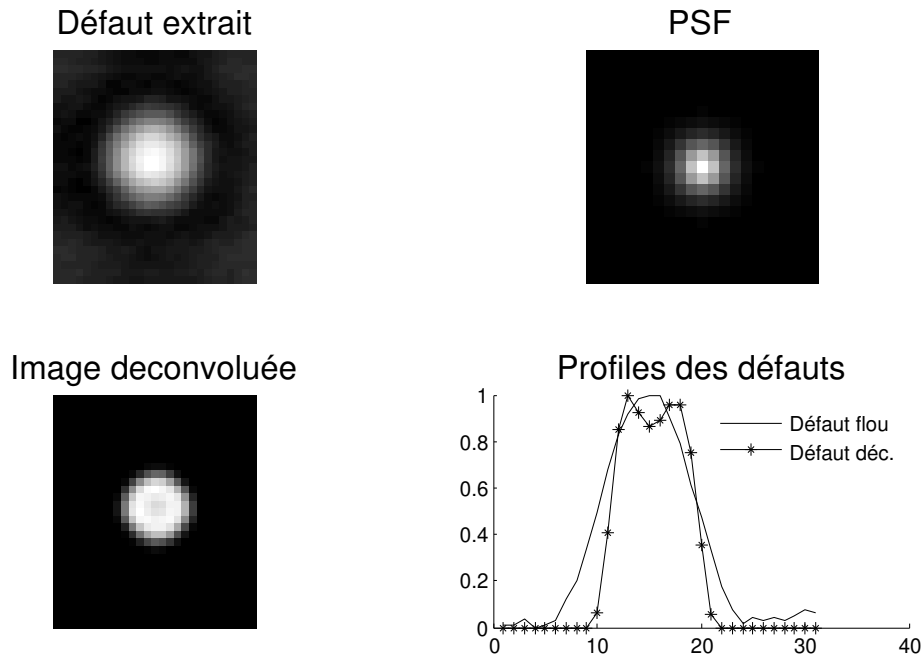 Défaut extrait
PSF
Image deconvoluée
Profiles des défauts
1
0.8
0.6
0.4
0.2
0
0
10
20
30
40
Défaut flou
Défaut déc.